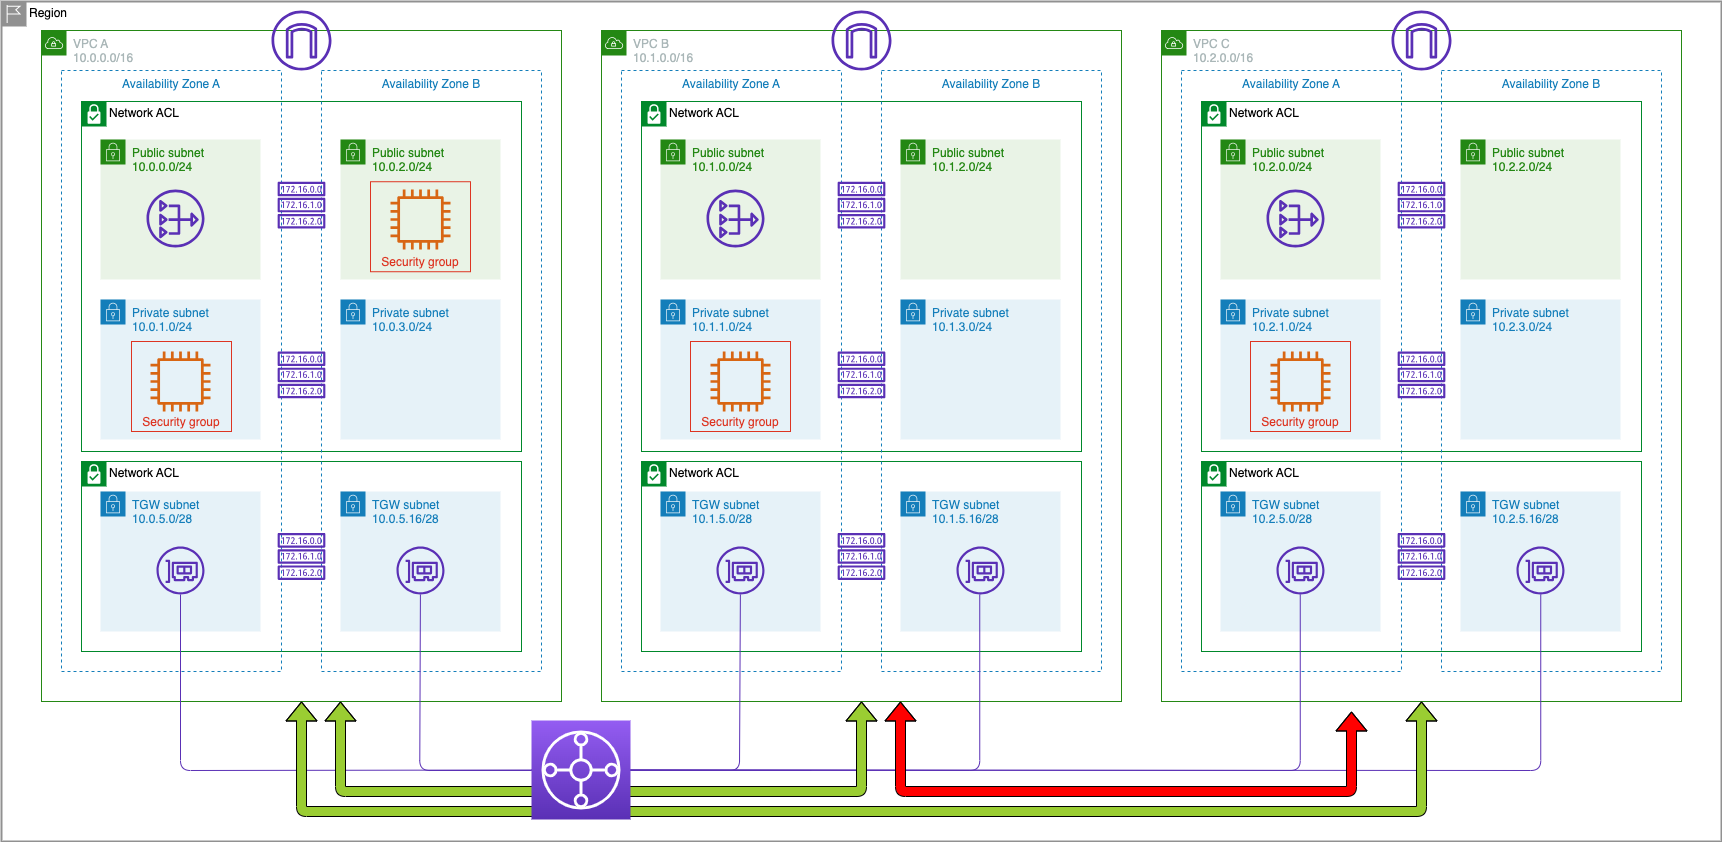 Region
VPC A
10.0.0.0/16
Availability Zone A
Availability Zone B
Network ACL
Public subnet
10.0.0.0/24
Public subnet
10.0.2.0/24
172.16.0.0
172.16.1.0
172.16.2.0
Security group
Private subnet
10.0.1.0/24
Private subnet
10.0.3.0/24
172.16.0.0
172.16.1.0
172.16.2.0
Security group
Network ACL
TGW subnet
10.0.5.0/28
TGW subnet
10.0.5.16/28
172.16.0.0
172.16.1.0
172.16.2.0
VPC B
10.1.0.0/16
Availability Zone A
Availability Zone B
Network ACL
Public subnet
10.1.0.0/24
Public subnet
10.1.2.0/24
172.16.0.0
172.16.1.0
172.16.2.0
Private subnet
10.1.1.0/24
Private subnet
10.1.3.0/24
172.16.0.0
172.16.1.0
172.16.2.0
Security group
Network ACL
TGW subnet
10.1.5.0/28
TGW subnet
10.1.5.16/28
172.16.0.0
172.16.1.0
172.16.2.0
VPC C
10.2.0.0/16
Availability Zone A
Availability Zone B
Network ACL
Public subnet
10.2.0.0/24
Public subnet
10.2.2.0/24
172.16.0.0
172.16.1.0
172.16.2.0
Private subnet
10.2.1.0/24
Private subnet
10.2.3.0/24
172.16.0.0
172.16.1.0
172.16.2.0
Security group
Network ACL
TGW subnet
10.2.5.0/28
TGW subnet
10.2.5.16/28
172.16.0.0
172.16.1.0
172.16.2.0